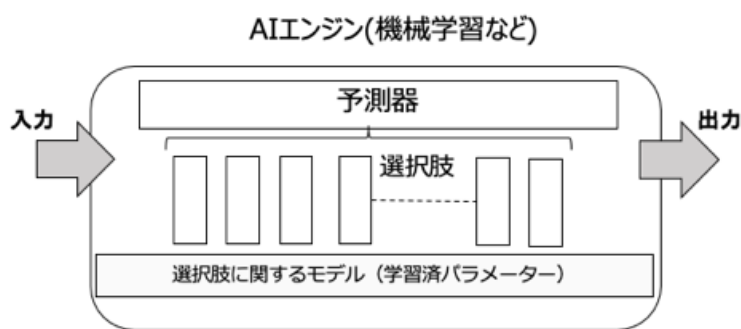 AIエンジン(機械学習など)
予測器
入力
出力
選択肢
選択肢に関するモデル（学習済パラメーター）